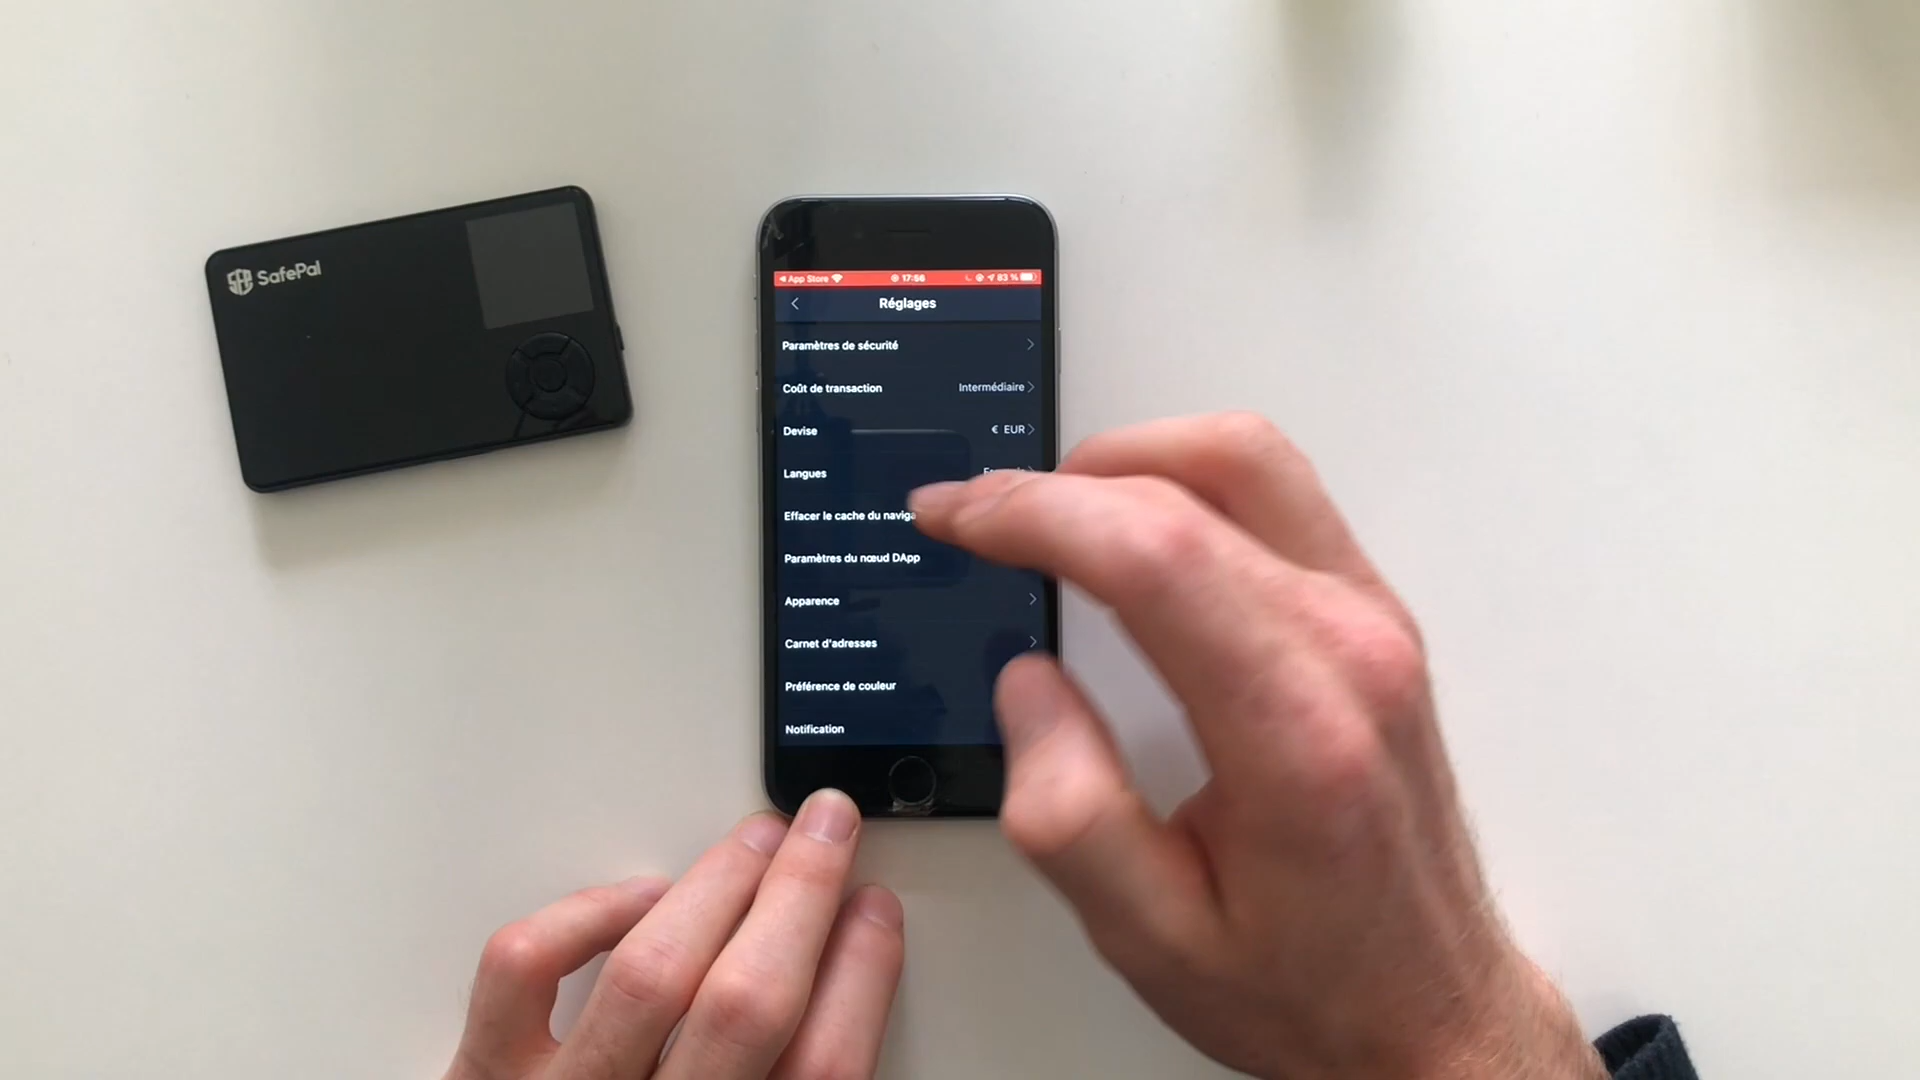 SafePal
App Store
17:56
83 %
Réglages
Paramètres de sécurité
Coût de transaction Intermédiaire
Devise € EUR
Langues
Effacer le cache du
Paramètres du nœud DApp
Apparence
Carnet d'adresses
Préférence de couleur
Notification